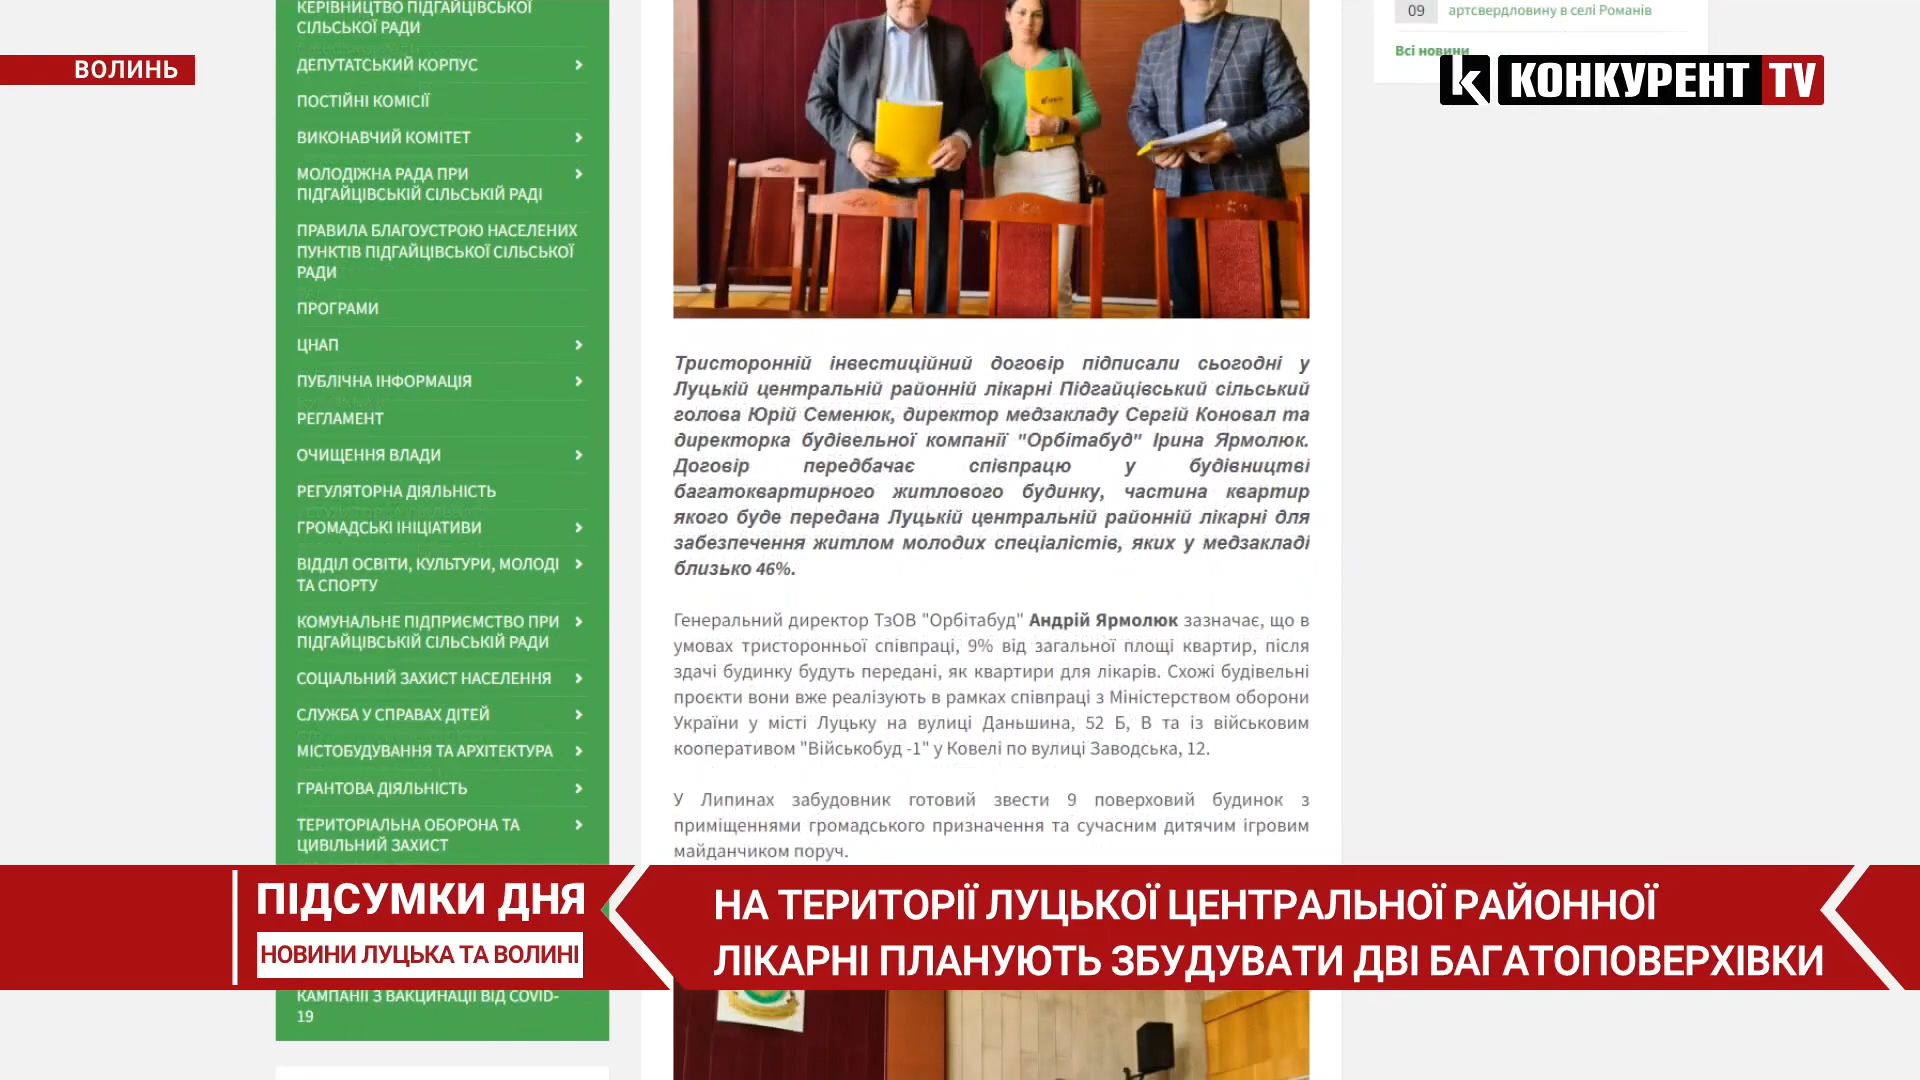 КЕРІВНИЦТВО ПІДГАЙЦІВСЬКОЇ
СІЛЬСЬКОЇ РАДИ
ДЕПУТАТСЬКИЙ КОРПУС
ПОСТІЙНІ КОМІСІЇ
ВИКОНАВЧИЙ КОМІТЕТ
МОЛОДІЖНА РАДА ПРИ
ПІДГАЙЦІВСЬКІЙ СІЛЬСЬКІЙ РАДІ
ПРАВИЛА БЛАГОУСТРОЮ НАСЕЛЕНИХ
ПУНКТІВ ПІДГАЙЦІВСЬКОЇ СІЛЬСЬКОЇ
РАДИ
ПРОГРАМИ
ЦНАП
ПУБЛІЧНА ІНФОРМАЦІЯ
РЕГЛАМЕНТ
ОЧИЩЕННЯ ВЛАДИ
РЕГУЛЯТОРНА ДІЯЛЬНІСТЬ
ГРОМАДСЬКІ ІНІЦІАТИВИ
ВІДДІЛ ОСВІТИ, КУЛЬТУРИ, МОЛОДІ
ТА СПОРТУ
КОМУНАЛЬНЕ ПІДПРИЄМСТВО ПРИ
ПІДГАЙЦІВСЬКІЙ СІЛЬСЬКІЙ РАДИ
СОЦІАЛЬНИЙ ЗАХИСТ НАСЕЛЕННЯ
СЛУЖБА У СПРАВАХ ДІТЕЙ
МІСТОБУДУВАННЯ ТА АРХІТЕКТУРА
ГРАНТОВА ДІЯЛЬНІСТЬ
ТЕРИТОРІАЛЬНА ОБОРОНА ТА
ЦИВІЛЬНИЙ ЗАХИСТ
КАМПАНІЇ З ВАКЦИНАЦІЇ ВІД COVID-
19
ВОЛИНЬ
Тристоронній інвестиційний договір підписали сьогодні у
Луцькій центральній районній лікарні Підгайцівський сільський
голова Юрій Семенюк, директор медзакладу Сергій Коновал та
директорка будівельної компанії "Орбітабуд" Ірина Ярмолюк.
Договір передбачає співпрацю у будівництві
багатоквартирного житлового будинку, частина квартир
якого буде передана Луцькій центральній районній лікарні для
забезпечення житлом молодих спеціалістів, яких у медзакладі
близько 46%.
Генеральний директор ТзОВ "Орбітабуд" Андрій Ярмолюк зазначає, що в
умовах тристоронньої співпраці, 9% від загальної площі квартир, після
здачі будинку будуть передані, як квартири для лікарів. Схожі будівельні
проєкти вони вже реалізують в рамках співпраці з Міністерством оборони
України у місті Луцьку на вулиці Даньшина, 52 Б, В та із військовим
кооперативом "Військобуд -1" у Ковелі по вулиці Заводська, 12.
У Липинах забудовник готовий звести 9 поверховий будинок з
приміщеннями громадського призначення та сучасним дитячим ігровим
майданчиком поруч.
09
артсвердловину в селі Романів
Всі новини
k КОНКУРЕНТ TV
ПІДСУМКИ ДНЯ
НОВИНИ ЛУЦЬКА ТА ВОЛИНІ
НА ТЕРИТОРІЇ ЛУЦЬКОЇ ЦЕНТРАЛЬНОЇ РАЙОННОЇ
ЛІКАРНІ ПЛАНУЮТЬ ЗБУДУВАТИ ДВІ БАГАТОПОВЕРХІВКИ